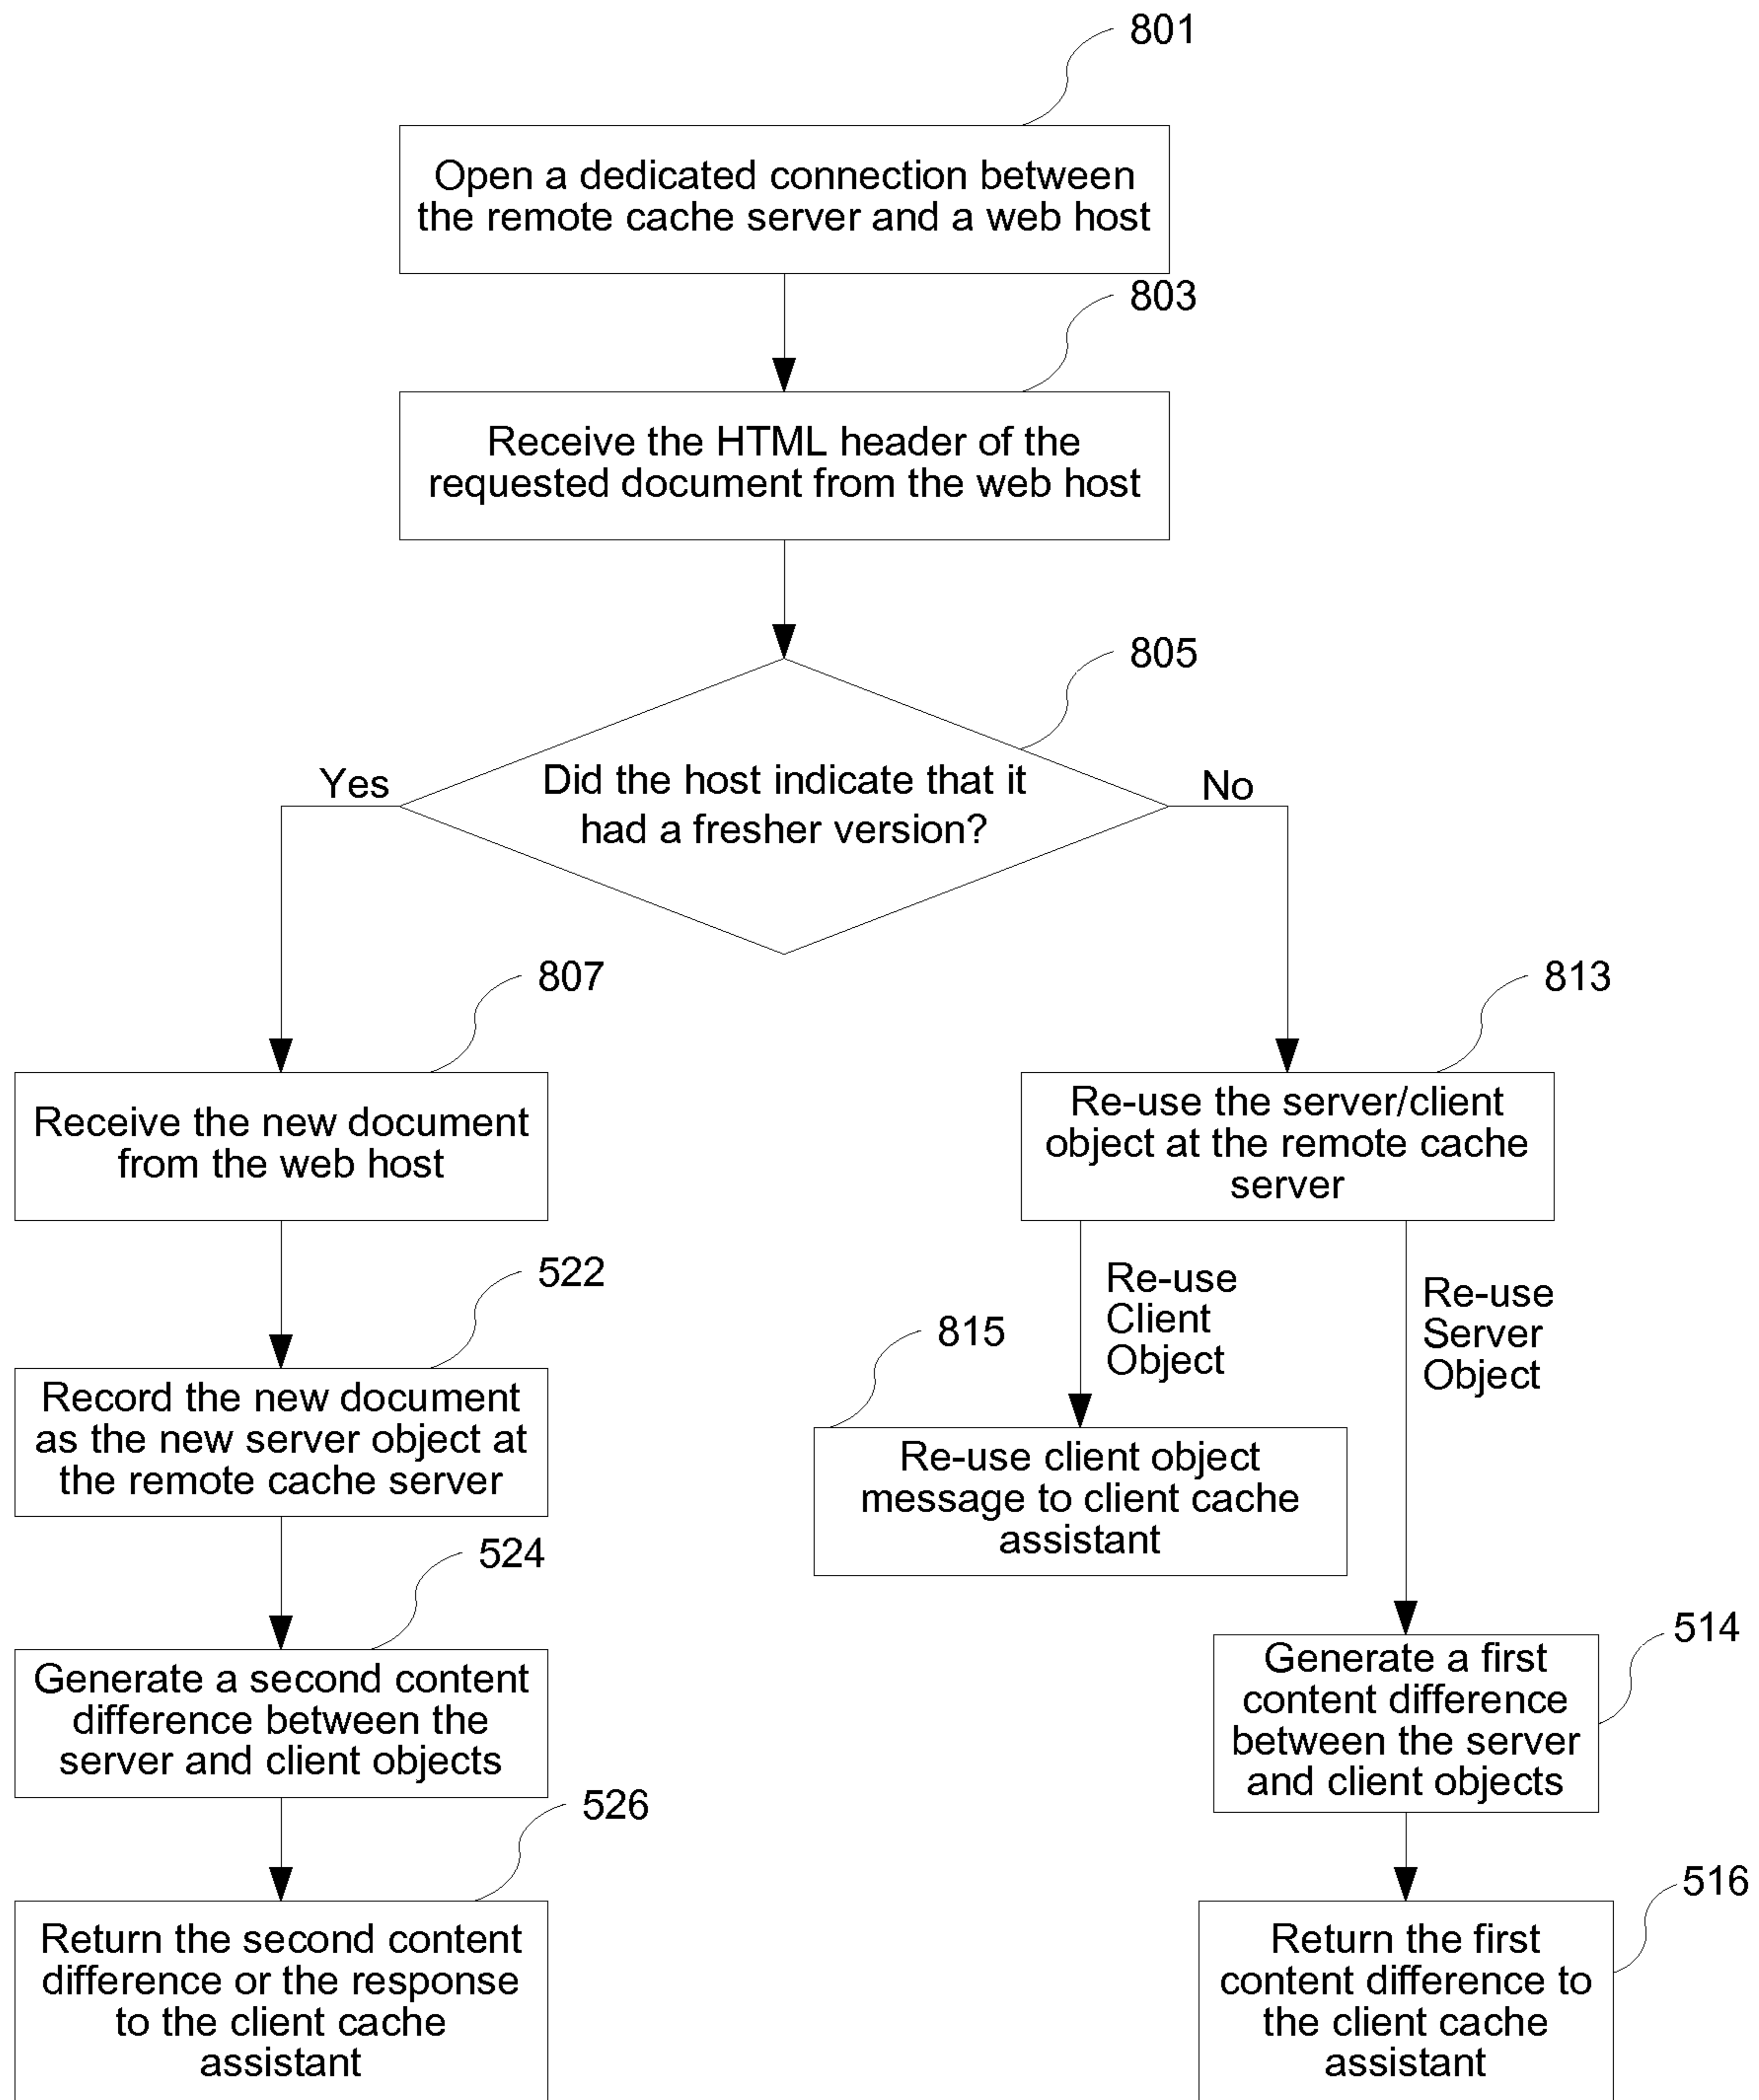 801
Open a dedicated connection between
the remote cache server and a web host
803
Receive the HTML header of the
requested document from the web host
805
Did the host indicate that it
had a fresher version?
Yes
No
807
Receive the new document
from the web host
813
Re-use the server/client
object at the remote cache
server
522
Record the new document
as the new server object at
the remote cache server
Re-use
Client
Object
Re-use
Server
Object
815
Re-use client object
message to client cache
assistant
524
Generate a second content
difference between the
server and client objects
514
Generate a first
content difference
between the server
and client objects
526
Return the second content
difference or the response
to the client cache
assistant
516
Return the first
content difference to
the client cache
assistant